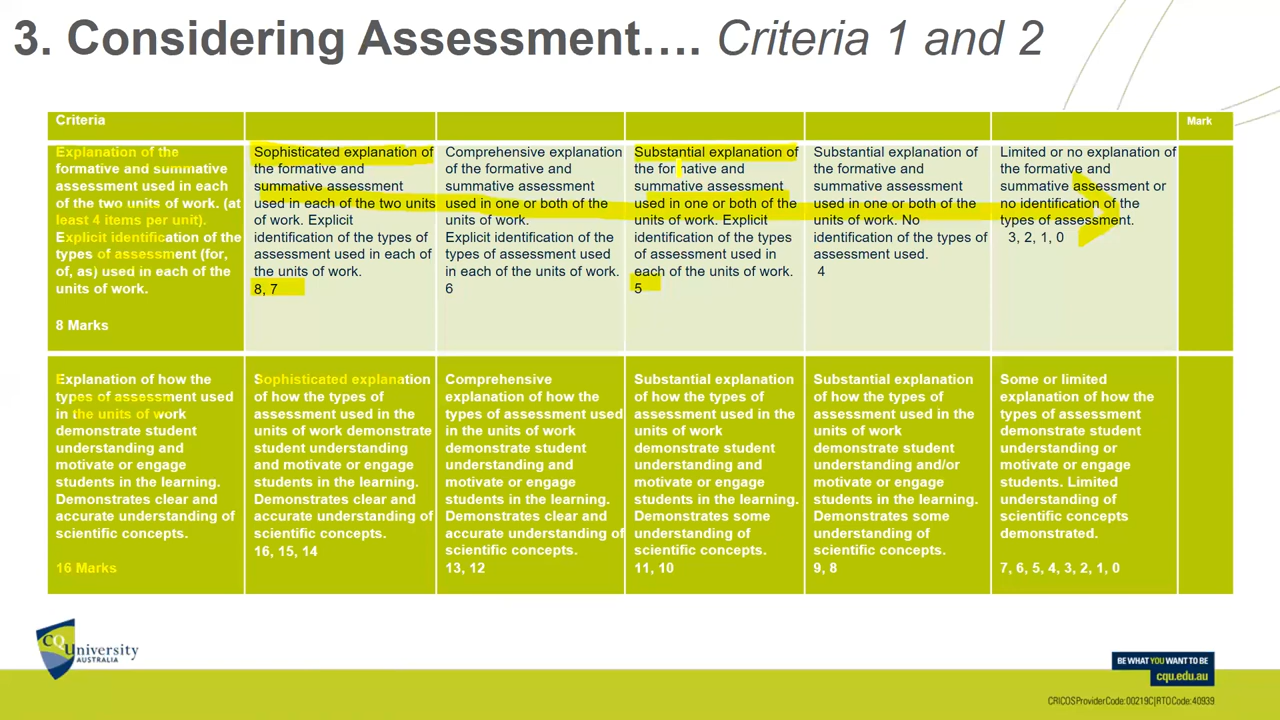 3. Considering Assessment…. Criteria 1 and 2
Criteria
Mark
Explanation of the
formative and summative
assessment used in each
of the two units of work. (at
least 4 items per unit).
Explicit identification of the
types of assessment (for,
of, as) used in each of the
units of work.
8 Marks
Sophisticated explanation of
the formative and
summative assessment
used in each of the two units
of work. Explicit
identification of the types of
assessment used in each of
the units of work.
8, 7
Comprehensive explanation
of the formative and
summative assessment
used in one or both of the
units of work.
Explicit identification of the
types of assessment used
in each of the units of work.
6
Substantial explanation of
the formative and
summative assessment
used in one or both of the
units of work. Explicit
identification of the types
of assessment used in
each of the units of work.
5
Substantial explanation of
the formative and
summative assessment
used in one or both of the
units of work. No
identification of the types of
assessment used.
4
Limited or no explanation of
the formative and
summative assessment or
no identification of the
types of assessment.
3, 2, 1, 0
Explanation of how the
types of assessment used
in the units of work
demonstrate student
understanding and
motivate or engage
students in the learning.
Demonstrates clear and
accurate understanding of
scientific concepts.
16 Marks
Sophisticated explanation
of how the types of
assessment used in the
units of work demonstrate
student understanding
and motivate or engage
students in the learning.
Demonstrates clear and
accurate understanding of
scientific concepts.
16, 15, 14
Comprehensive
explanation of how the
types of assessment used
in the units of work
demonstrate student
understanding and
motivate or engage
students in the learning.
Demonstrates clear and
accurate understanding of
scientific concepts.
13, 12
Substantial explanation
of how the types of
assessment used in the
units of work
demonstrate student
understanding and
motivate or engage
students in the learning.
Demonstrates some
understanding of
scientific concepts.
11, 10
Substantial explanation
of how the types of
assessment used in the
units of work
demonstrate student
understanding and/or
motivate or engage
students in the learning.
Demonstrates some
understanding of
scientific concepts.
9, 8
Some or limited
explanation of how the
types of assessment
demonstrate student
understanding or
motivate or engage
students. Limited
understanding of
scientific concepts
demonstrated.
7, 6, 5, 4, 3, 2, 1, 0
CQUniversity
AUSTRALIA
BE WHAT YOU WANT TO BE
cqu.edu.au
CRICOS Provider Code: 00219C | RTO Code: 40939